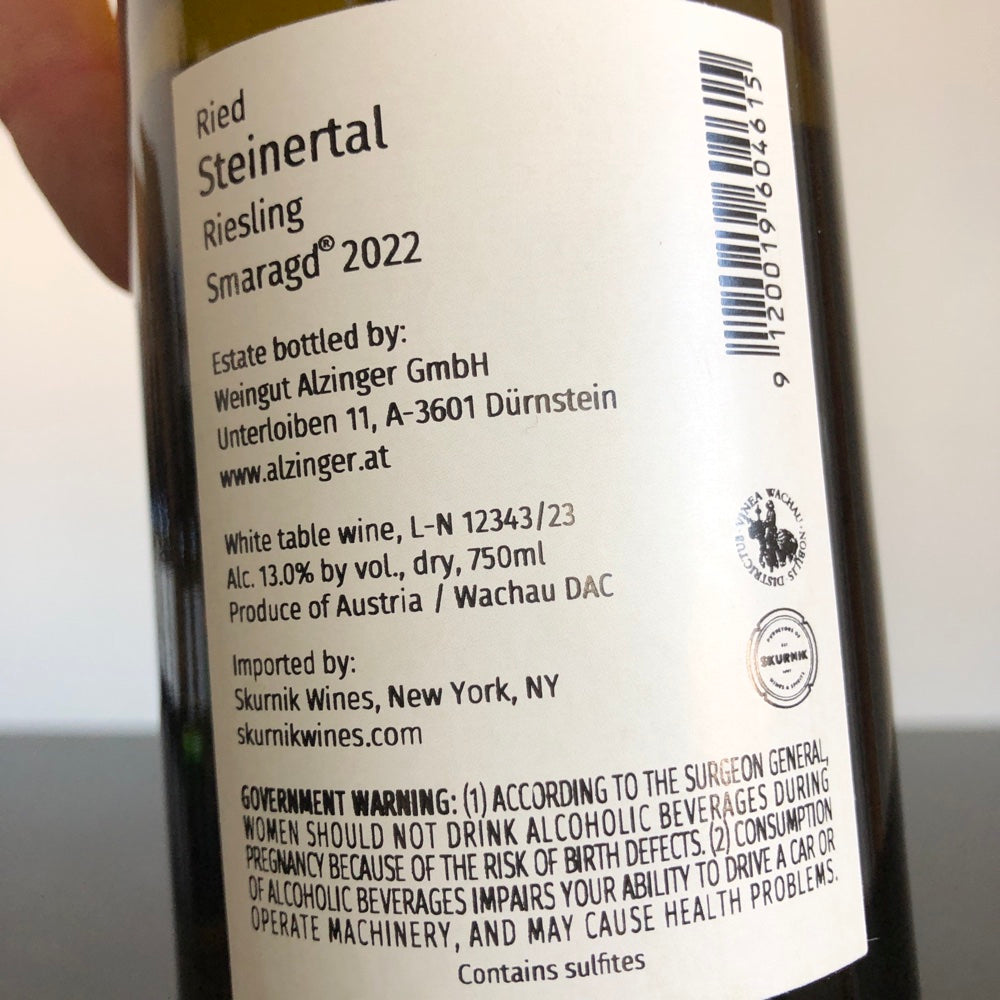 Ried
Steinertal
Riesling
Smaragd® 2022
Estate bottled by:
Weingut Alzinger GmbH
Unterloiben 11, A-3601 Dürnstein
www.alzinger.at
White table wine, L-N 12343/23
Alc. 13.0% by vol., dry, 750ml
Produce of Austria / Wachau DAC
Imported by:
Skurnik Wines, New York, NY
skurnikwines.com
GOVERNMENT WARNING: (1) ACCORDING TO THE SURGEON GENERAL,
WOMEN SHOULD NOT DRINK ALCOHOLIC BEVERAGES DURING
PREGNANCY BECAUSE OF THE RISK OF BIRTH DEFECTS. (2) CONSUMPTION
OF ALCOHOLIC BEVERAGES IMPAIRS YOUR ABILITY TO DRIVE A CAR OR
OPERATE MACHINERY, AND MAY CAUSE HEALTH PROBLEMS.
Contains sulfites
9 120019 604615
VINEA WACHAU · NOBILIS DISTRICTUS ·
SKURNIK
WINES & SPIRITS